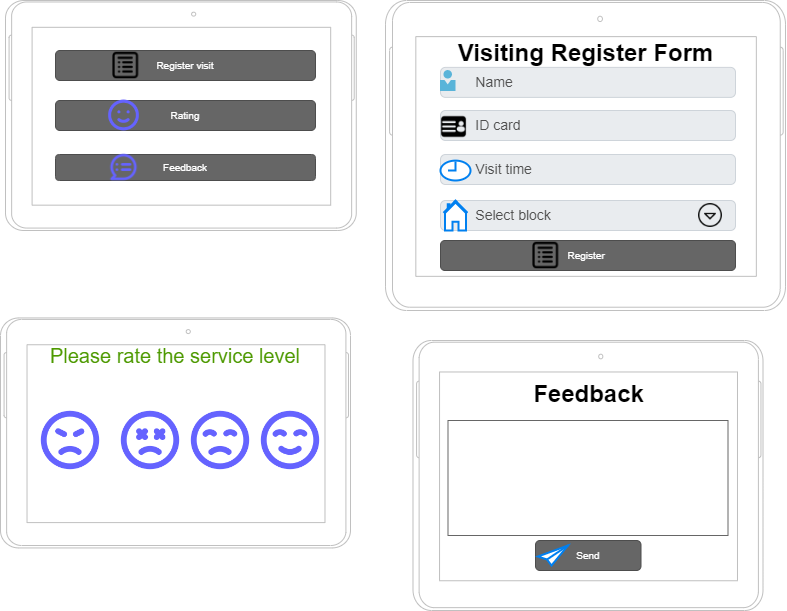 Register visit
Rating
Feedback
Visiting Register Form
Name
ID card
Visit time
Select block
Register
Please rate the service level
Feedback
Send